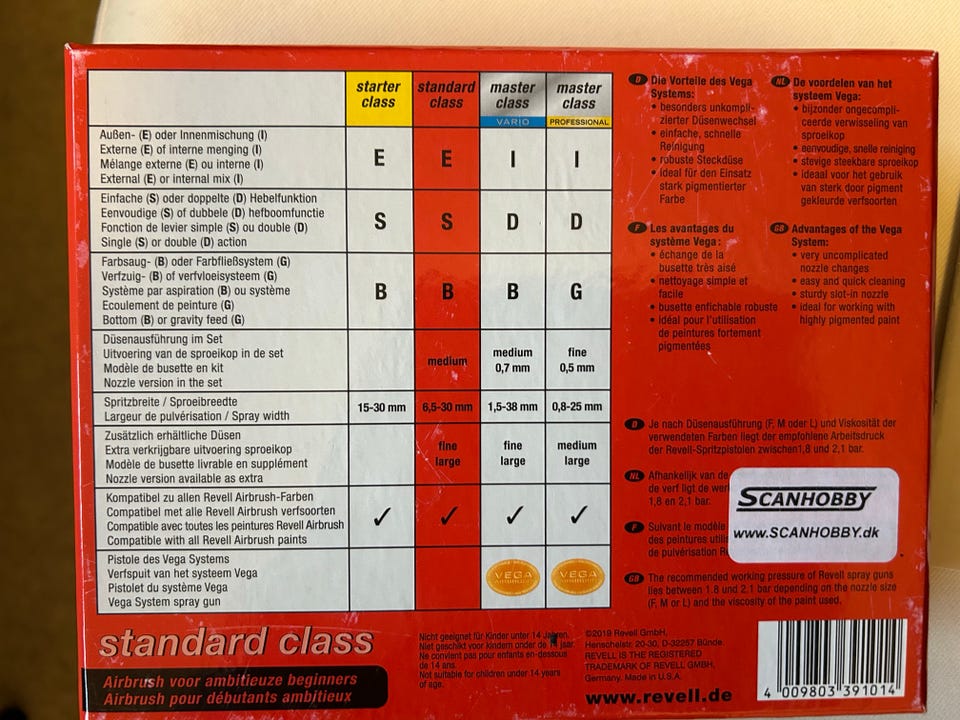 starter class
standard class
master class VARIO
master class PROFESSIONAL
Außen- (E) oder Innenmischung (I)
Externe (E) of interne menging (I)
Mélange externe (E) ou interne (I)
External (E) or internal mix (I)
E E I I
Einfache (S) oder doppelte (D) Hebelfunktion
Eenvoudige (S) of dubbele (D) hefboomfunctie
Fonction de levier simple (S) ou double (D)
Single (S) or double (D) action
S S D D
Farbsaug- (B) oder Farbfließsystem (G)
Verfzuig- (B) of verfvloeisysteem (G)
Système par aspiration (B) ou système
Ecoulement de peinture (G)
Bottom (B) or gravity feed (G)
B B B G
Düsenausführung im Set
Uitvoering van de sproeikop in de set
Modèle de busette en kit
Nozzle version in the set
medium
medium 0,7 mm
fine 0,5 mm
Spritzbreite / Sproeibreedte
Largeur de pulvérisation / Spray width
15-30 mm 6,5-30 mm 1,5-38 mm 0,8-25 mm
Zusätzlich erhältliche Düsen
Extra verkrijgbare uitvoering sproeikop
Modèle de busette livrable en supplément
Nozzle version available as extra
fine large
fine large
medium large
Kompatibel zu allen Revell Airbrush-Farben
Compatibel met alle Revell Airbrush verfsoorten
Compatible avec toutes les peintures Revell Airbrush
Compatible with all Revell Airbrush paints
✓ ✓ ✓ ✓
Pistole des Vega Systems
Verfspuit van het systeem Vega
Pistolet du système Vega
Vega System spray gun
VEGA VEGA
D Die Vorteile des Vega
Systems:
• besonders unkompli-
zierter Düsenwechsel
• einfache, schnelle
Reinigung
• robuste Steckdüse
• ideal für den Einsatz
stark pigmentierter
Farbe
NL De voordelen van het
systeem Vega:
• bijzonder ongecompli-
ceerde verwisseling van
sproeikop
• eenvoudige, snelle reiniging
• stevige steekbare sproeikop
• ideaal voor het gebruik
van sterk door pigment
gekleurde verfsoorten
F Les avantages du
système Vega :
• échange de la
busette très aisé
• nettoyage simple et
facile
• busette enfichable robuste
• idéal pour l'utilisation
de peintures fortement
pigmentées
GB Advantages of the Vega
System:
• very uncomplicated
nozzle changes
• easy and quick cleaning
• sturdy slot-in nozzle
• ideal for working with
highly pigmented paint
D Je nach Düsenausführung (F, M oder L) und Viskosität der
verwendeten Farben liegt der empfohlene Arbeitsdruck
der Revell-Spritzpistolen zwischen1,8 und 2,1 bar.
NL Afhankelijk van de
de verf ligt de wer
1,8 en 2,1 bar.
F Suivant le modèle
des peintures utilis
de pulvérisation R
SCANHOBBY
www.SCANHOBBY.dk
GB The recommended working pressure of Revell spray guns
lies between 1.8 und 2,1 bar depending on the nozzle size
(F, M or L) and the viscosity of the paint used.
standard class
Airbrush voor ambitieuze beginners
Airbrush pour débutants ambitieux
Nicht geeignet für Kinder unter 14 Jahren.
Niet geschikt voor kindern onder de 14 jaar.
Ne convient pas pour enfants en-dessous
de 14 ans.
Not suitable for children under 14 years
of age.
©2019 Revell GmbH,
Henschelstr. 20-30, D-32257 Bünde.
REVELL IS THE REGISTERED
TRADEMARK OF REVELL GMBH,
Germany. Made in U.S.A.
www.revell.de
4 009803 391014